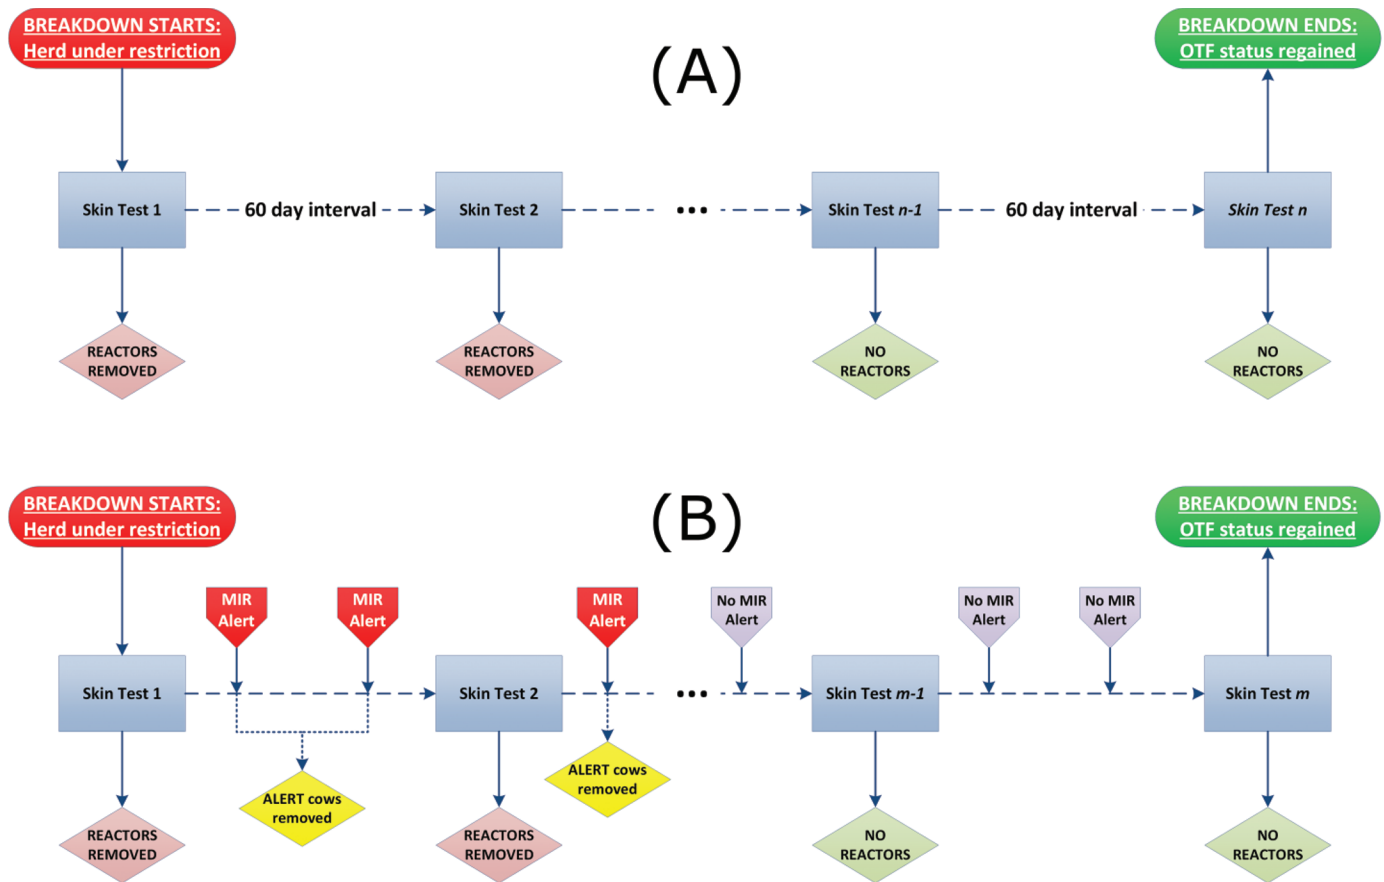 BREAKDOWN STARTS:
Herd under restriction
(A)
BREAKDOWN ENDS:
OTF status regained
Skin Test 1
60 day interval
Skin Test 2
...
Skin Test n-1
60 day interval
Skin Test n
REACTORS
REMOVED
REACTORS
REMOVED
NO
REACTORS
NO
REACTORS
BREAKDOWN STARTS:
Herd under restriction
(B)
BREAKDOWN ENDS:
OTF status regained
MIR
Alert
MIR
Alert
MIR
Alert
No MIR
Alert
No MIR
Alert
No MIR
Alert
Skin Test 1
Skin Test 2
...
Skin Test m-1
Skin Test m
ALERT cows
removed
ALERT cows
removed
REACTORS
REMOVED
REACTORS
REMOVED
NO
REACTORS
NO
REACTORS